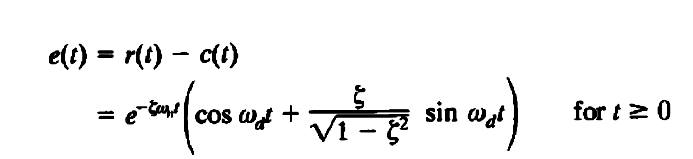 e(t) = r(t) − c(t)
= e^{−ζω_n t}(cos ω_d t + ζ/√(1 − ζ²) sin ω_d t) for t ≥ 0